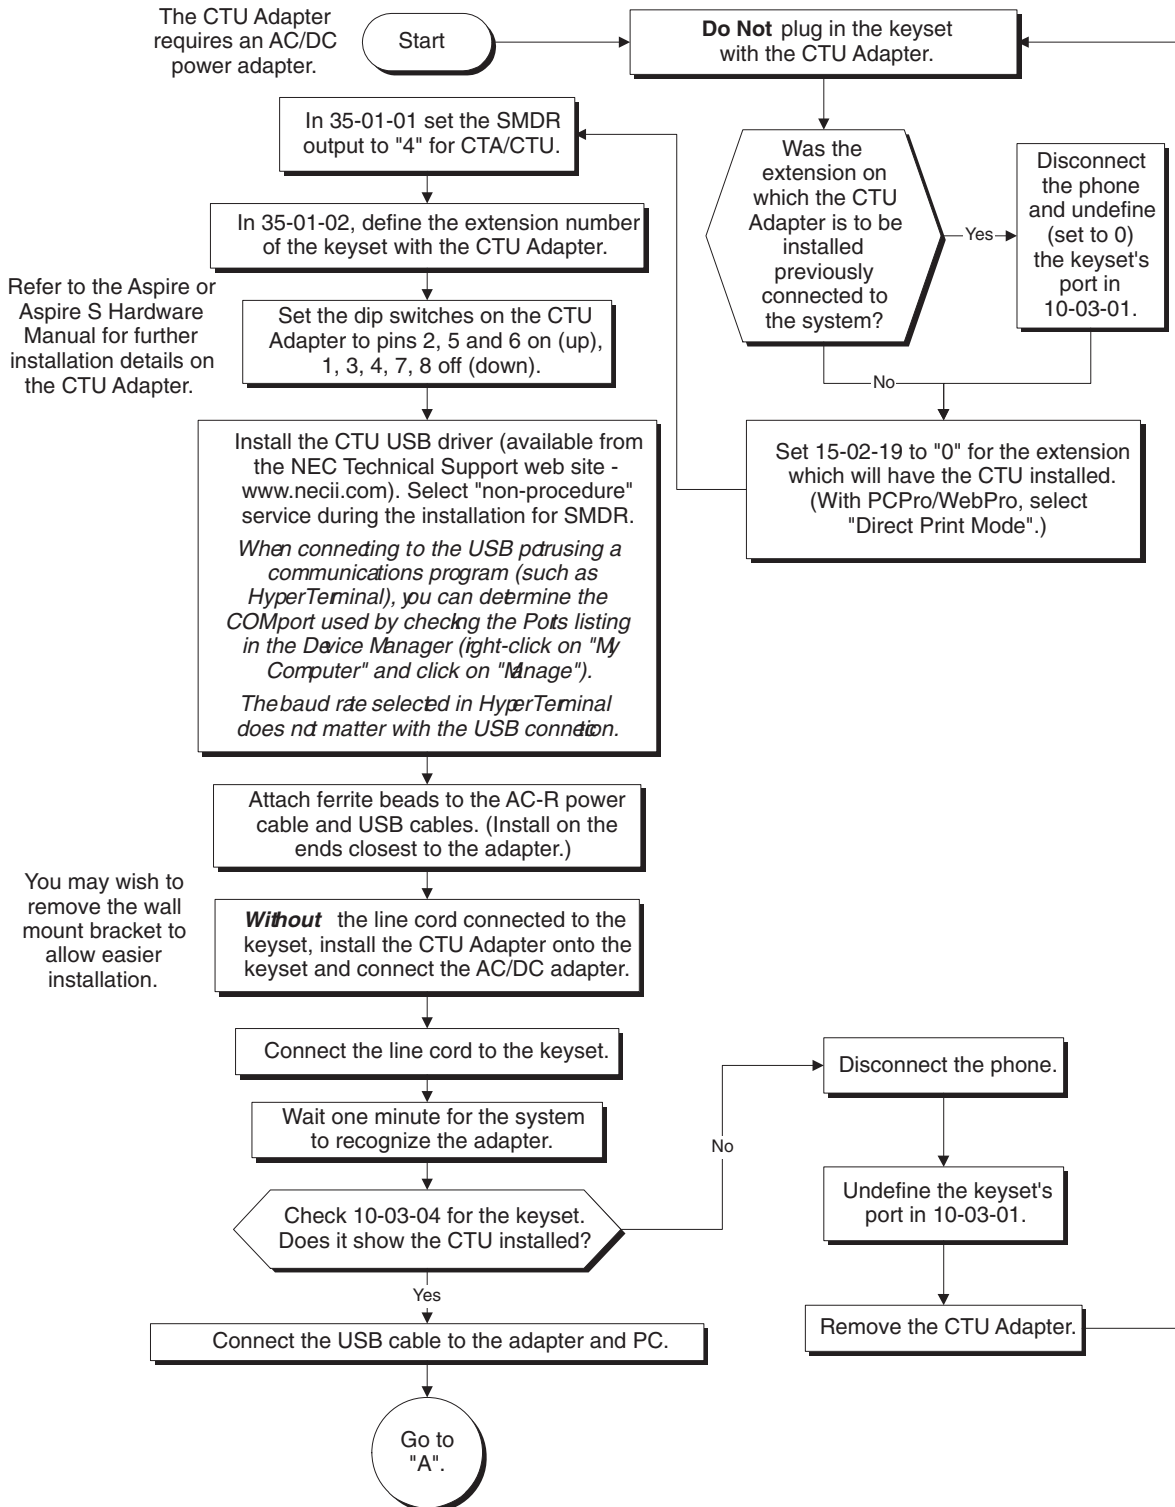 The CTU Adapter
requires an AC/DC
power adapter.
Start
Do Not plug in the keyset
with the CTU Adapter.
Was the
extension on
which the CTU
Adapter is to be
installed
previously
connected to
the system?
Yes
Disconnect
the phone
and undefine
(set to 0)
the keyset's
port in
10-03-01.
No
Set 15-02-19 to "0" for the extension
which will have the CTU installed.
(With PCPro/WebPro, select
"Direct Print Mode".)
In 35-01-01 set the SMDR
output to "4" for CTA/CTU.
In 35-01-02, define the extension number
of the keyset with the CTU Adapter.
Refer to the Aspire or
Aspire S Hardware
Manual for further
installation details on
the CTU Adapter.
Set the dip switches on the CTU
Adapter to pins 2, 5 and 6 on (up),
1, 3, 4, 7, 8 off (down).
Install the CTU USB driver (available from
the NEC Technical Support web site -
www.necii.com). Select "non-procedure"
service during the installation for SMDR.
When connecting to the USB port using a
communications program (such as
HyperTerminal), you can determine the
COM port used by checking the Ports listing
in the Device Manager (right-click on "My
Computer" and click on "Manage").
The baud rate selected in HyperTerminal
does not matter with the USB connection.
Attach ferrite beads to the AC-R power
cable and USB cables. (Install on the
ends closest to the adapter.)
You may wish to
remove the wall
mount bracket to
allow easier
installation.
Without the line cord connected to the
keyset, install the CTU Adapter onto the
keyset and connect the AC/DC adapter.
Connect the line cord to the keyset.
Wait one minute for the system
to recognize the adapter.
Check 10-03-04 for the keyset.
Does it show the CTU installed?
No
Disconnect the phone.
Undefine the keyset's
port in 10-03-01.
Remove the CTU Adapter.
Yes
Connect the USB cable to the adapter and PC.
Go to
"A".